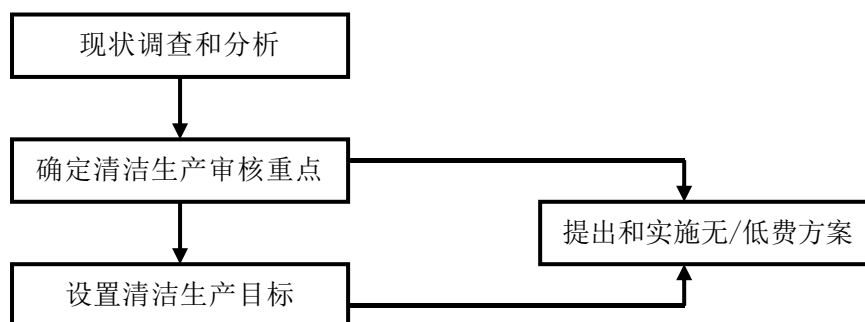 现状调查和分析
确定清洁生产审核重点
提出和实施无/低费方案
设置清洁生产目标